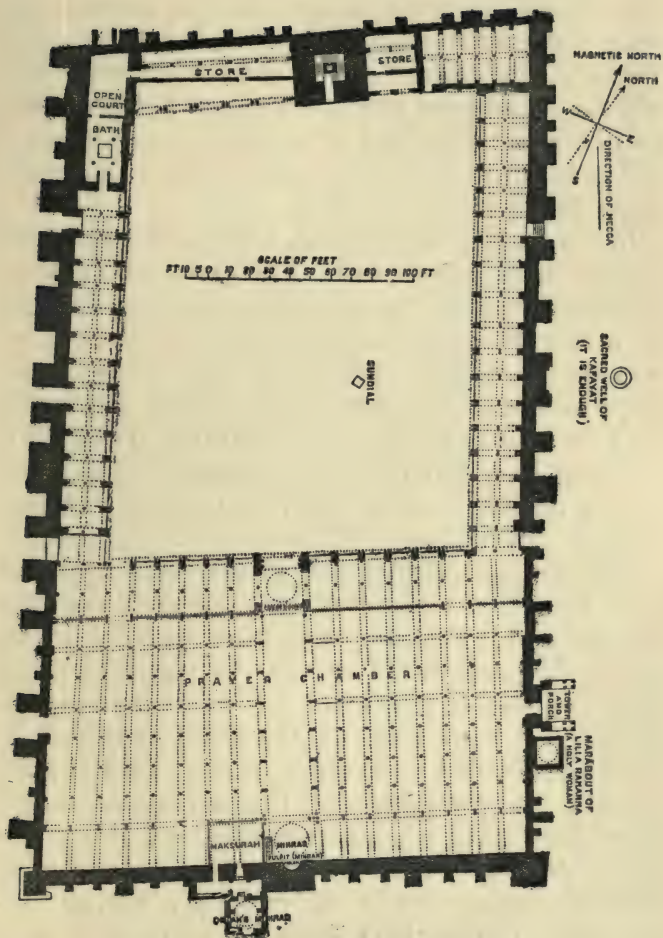 STORE
STORE
OPEN
COURT
BATH
MAGNETIC NORTH
NORTH
W
N
S
DIRECTION OF MECCA
SCALE OF FEET
FT 10 5 0 10 20 30 40 50 60 70 80 90 100 FT
SUNDIAL
SACRED WELL OF
KAFAYAT
(IT IS ENOUGH)
PRAYER CHAMBER
TOWER
AND
PORCH
MARABOUT OF
LILLA RAHANNA
(A HOLY WOMAN)
MAKSURAH
MIHRAB
PULPIT (MIMBAR)
MIHRAB